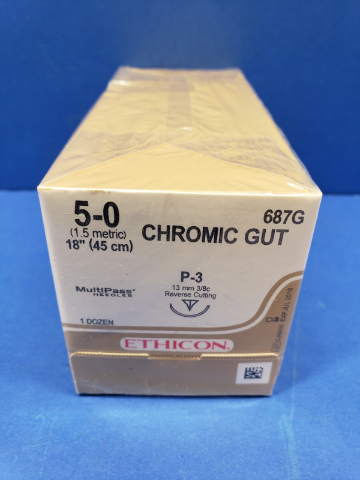 5-0
687G
(1.5 metric)
18" (45 cm)
CHROMIC GUT
P-3
13 mm 3/8c
Reverse Cutting
MultiPass®
NEEDLES
1 DOZEN
ETHICON